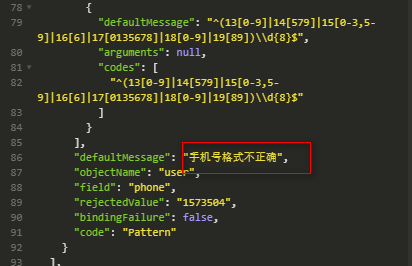 78 {
79 "defaultMessage": "^(13[0-9]|14[579]|15[0-3,5-
9]|16[6]|17[0135678]|18[0-9]|19[89])\\d{8}$",
80 "arguments": null,
81 "codes": [
82 "^(13[0-9]|14[579]|15[0-3,5-
9]|16[6]|17[0135678]|18[0-9]|19[89])\\d{8}$"
83 ]
84 }
85 ],
86 "defaultMessage": "手机号格式不正确",
87 "objectName": "user",
88 "field": "phone",
89 "rejectedValue": "1573504",
90 "bindingFailure": false,
91 "code": "Pattern"
92 }
93 ],